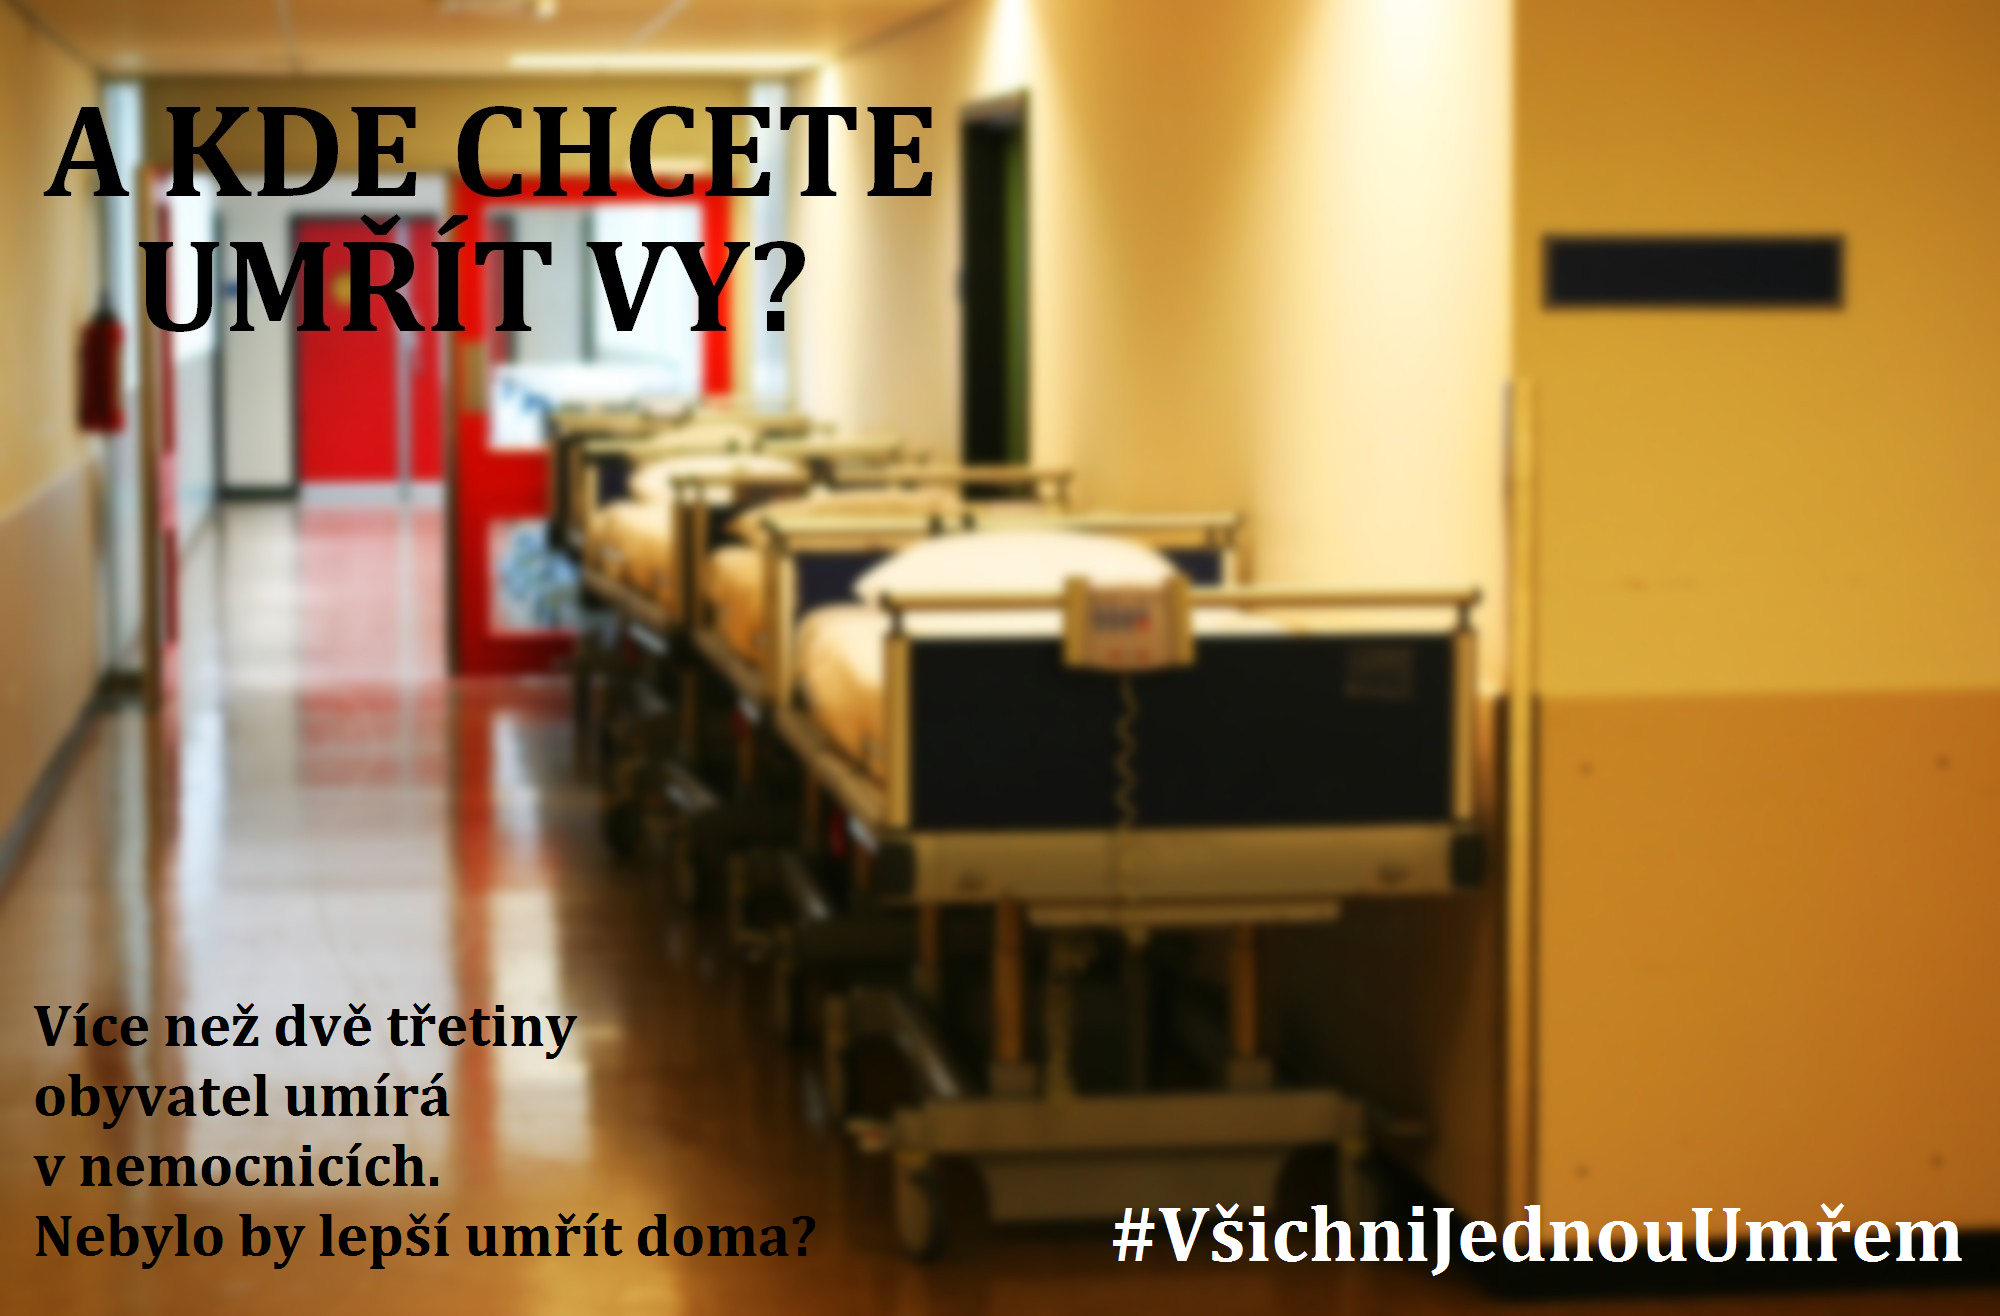 A KDE CHCETE
UMŘÍT VY?
Více než dvě třetiny
obyvatel umírá
v nemocnicích.
Nebylo by lepší umřít doma?
#VšichniJednouUmřem